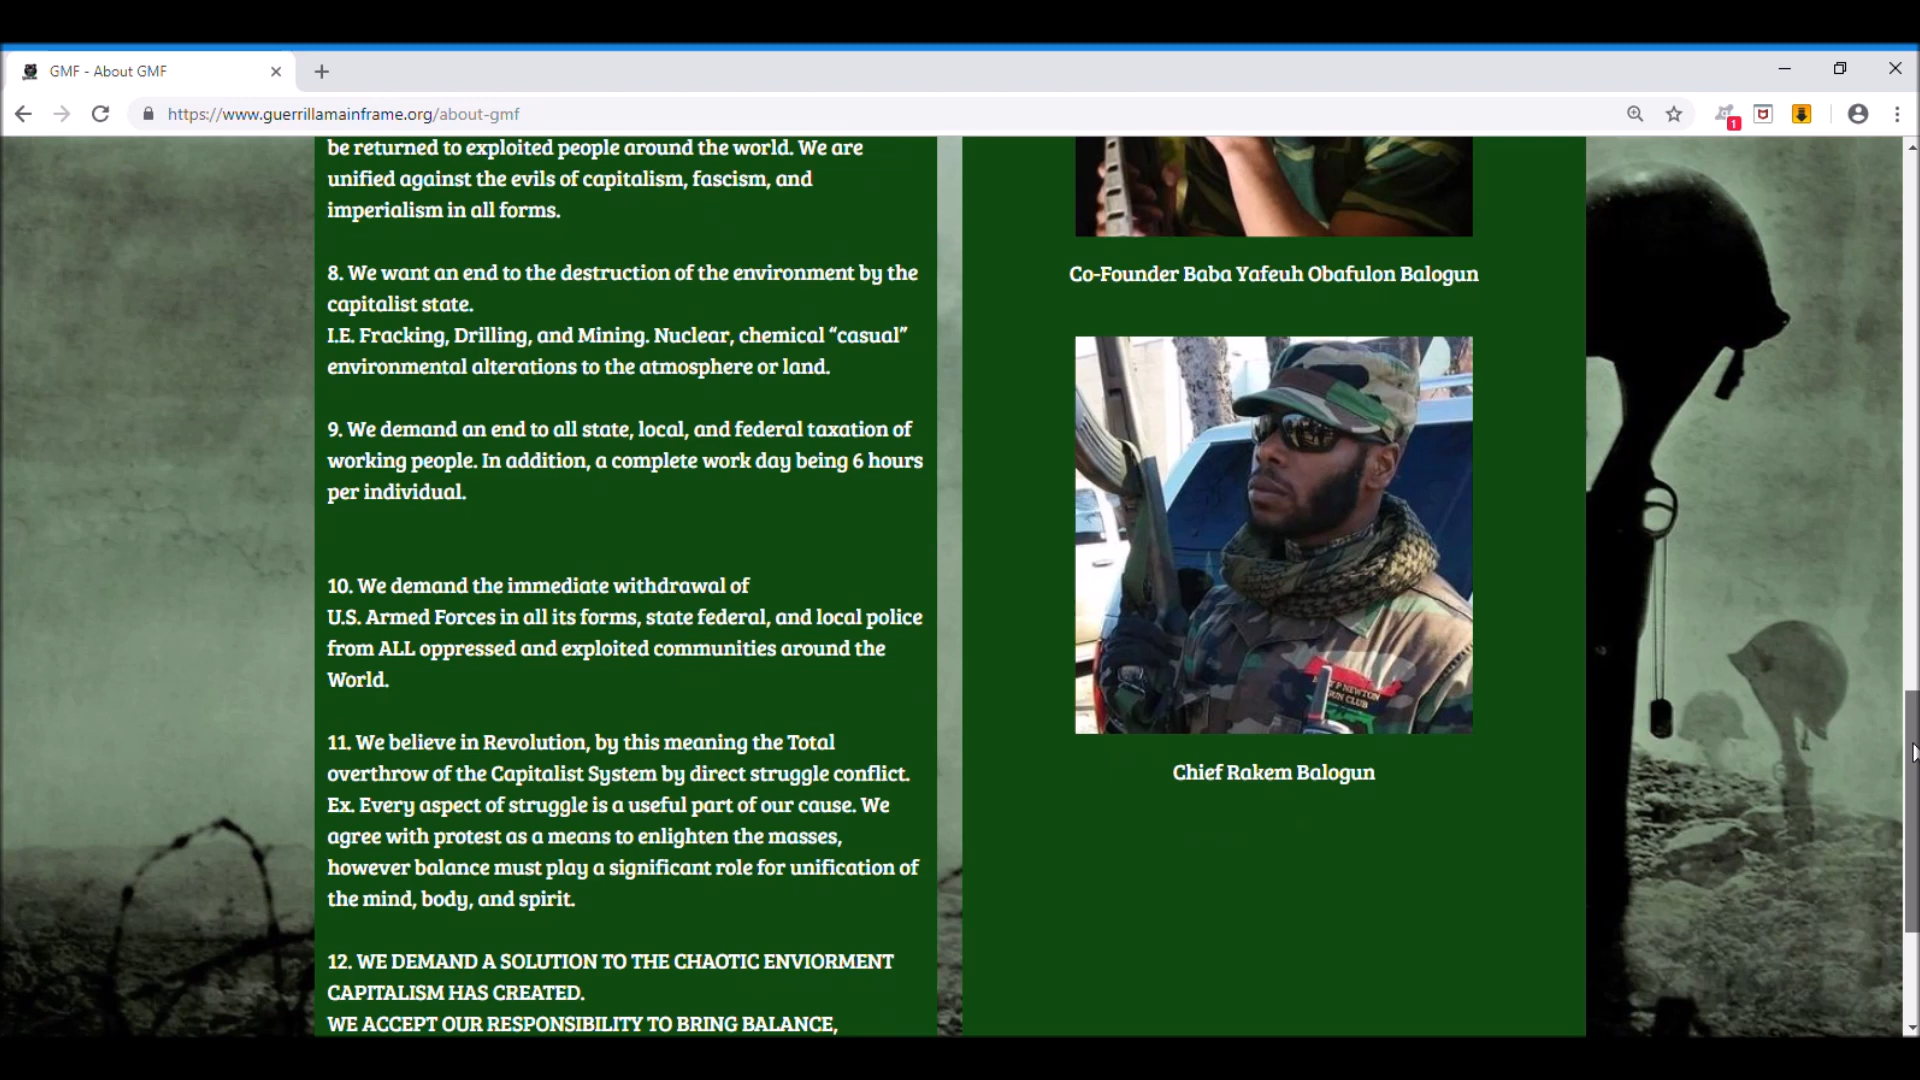 GMF - About GMF
https://www.guerrillamainframe.org/about-gmf
1
be returned to exploited people around the world. We are
unified against the evils of capitalism, fascism, and
imperialism in all forms.
8. We want an end to the destruction of the environment by the
capitalist state.
I.E. Fracking, Drilling, and Mining. Nuclear, chemical “casual”
environmental alterations to the atmosphere or land.
9. We demand an end to all state, local, and federal taxation of
working people. In addition, a complete work day being 6 hours
per individual.
10. We demand the immediate withdrawal of
U.S. Armed Forces in all its forms, state federal, and local police
from ALL oppressed and exploited communities around the
World.
11. We believe in Revolution, by this meaning the Total
overthrow of the Capitalist System by direct struggle conflict.
Ex. Every aspect of struggle is a useful part of our cause. We
agree with protest as a means to enlighten the masses,
however balance must play a significant role for unification of
the mind, body, and spirit.
12. WE DEMAND A SOLUTION TO THE CHAOTIC ENVIORMENT
CAPITALISM HAS CREATED.
WE ACCEPT OUR RESPONSIBILITY TO BRING BALANCE,
Co-Founder Baba Yafeuh Obafulon Balogun
P NEWTON
GUN CLUB
Chief Rakem Balogun